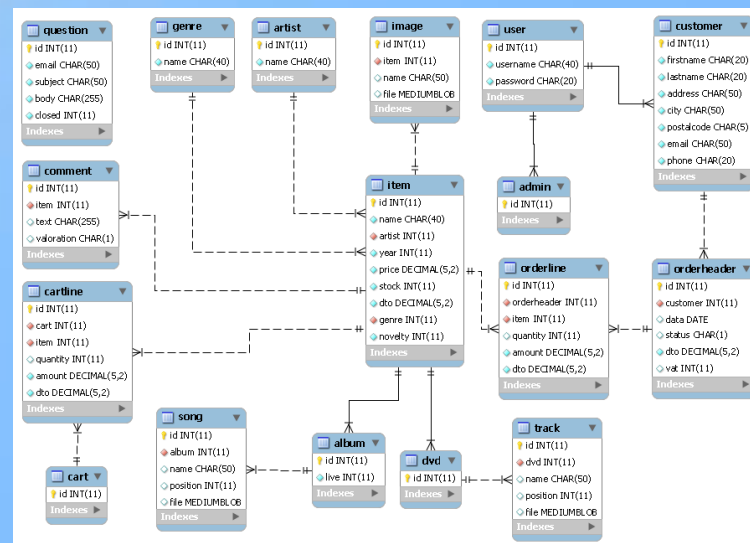 question
id INT(11)
email CHAR(50)
subject CHAR(50)
body CHAR(255)
closed INT(11)
Indexes
genre
id INT(11)
name CHAR(40)
Indexes
artist
id INT(11)
name CHAR(40)
Indexes
image
id INT(11)
item INT(11)
name CHAR(50)
file MEDIUMBLOB
Indexes
user
id INT(11)
username CHAR(40)
password CHAR(20)
Indexes
customer
id INT(11)
firstname CHAR(20)
lastname CHAR(20)
address CHAR(50)
city CHAR(50)
postalcode CHAR(5)
email CHAR(50)
phone CHAR(20)
Indexes
comment
id INT(11)
item INT(11)
text CHAR(255)
valoration CHAR(1)
Indexes
item
id INT(11)
name CHAR(40)
artist INT(11)
year INT(11)
price DECIMAL(5,2)
stock INT(11)
dto DECIMAL(5,2)
genre INT(11)
novelty INT(11)
Indexes
admin
id INT(11)
Indexes
cartline
id INT(11)
cart INT(11)
item INT(11)
quantity INT(11)
amount DECIMAL(5,2)
dto DECIMAL(5,2)
Indexes
orderline
id INT(11)
orderheader INT(11)
item INT(11)
quantity INT(11)
amount DECIMAL(5,2)
dto DECIMAL(5,2)
Indexes
orderheader
id INT(11)
customer INT(11)
data DATE
status CHAR(1)
dto DECIMAL(5,2)
vat INT(11)
Indexes
cart
id INT(11)
Indexes
song
id INT(11)
album INT(11)
name CHAR(50)
position INT(11)
file MEDIUMBLOB
Indexes
album
id INT(11)
live INT(11)
Indexes
dvd
id INT(11)
Indexes
track
id INT(11)
dvd INT(11)
name CHAR(50)
position INT(11)
file MEDIUMBLOB
Indexes